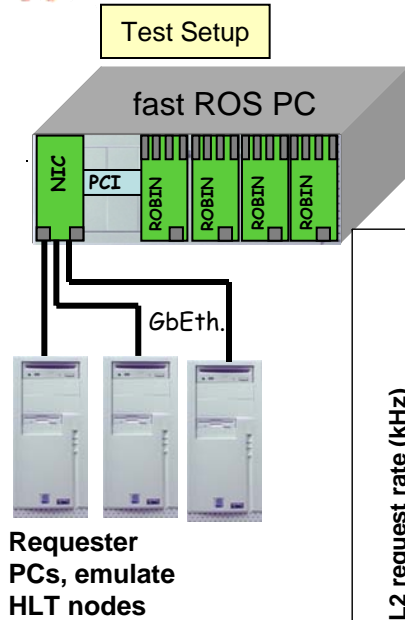 Test Setup
fast ROS PC
NIC
PCI
ROBIN
ROBIN
ROBIN
ROBIN
GbEth.
Requester
PCs, emulate
HLT nodes
L2 request rate (kHz)